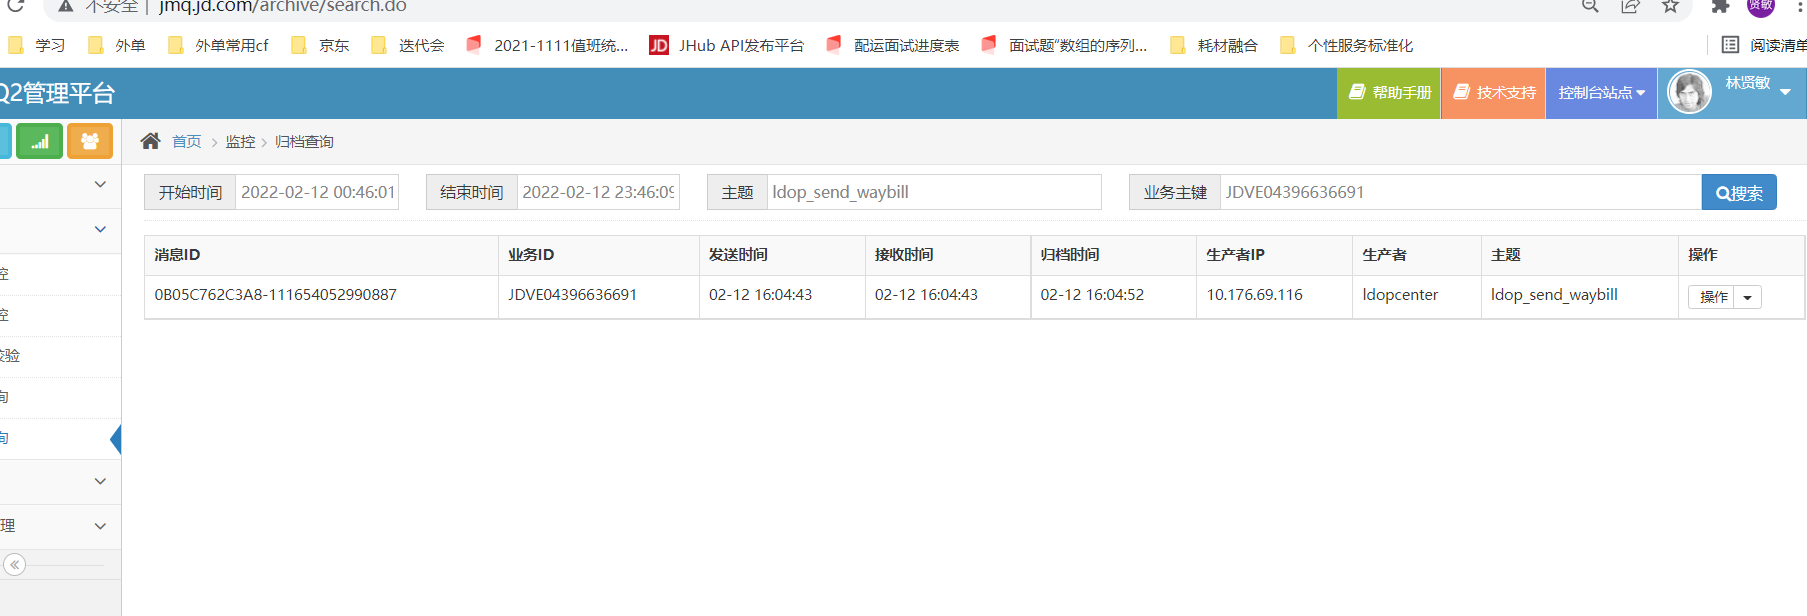 不安全 | jmq.jd.com/archive/search.do 贤敏
学习 外单 外单常用cf 京东 迭代会 2021-1111值班统... JD JHub API发布平台 配运面试进度表 面试题“数组的序列... 耗材融合 个性服务标准化 阅读清单
Q2管理平台 帮助手册 技术支持 控制台站点 林贤敏
首页 > 监控 > 归档查询
开始时间 2022-02-12 00:46:01 结束时间 2022-02-12 23:46:09 主题 ldop_send_waybill 业务主键 JDVE04396636691 搜索
消息ID 业务ID 发送时间 接收时间 归档时间 生产者IP 生产者 主题 操作
0B05C762C3A8-111654052990887 JDVE04396636691 02-12 16:04:43 02-12 16:04:43 02-12 16:04:52 10.176.69.116 ldopcenter ldop_send_waybill 操作
控
控
校验
询
询
理